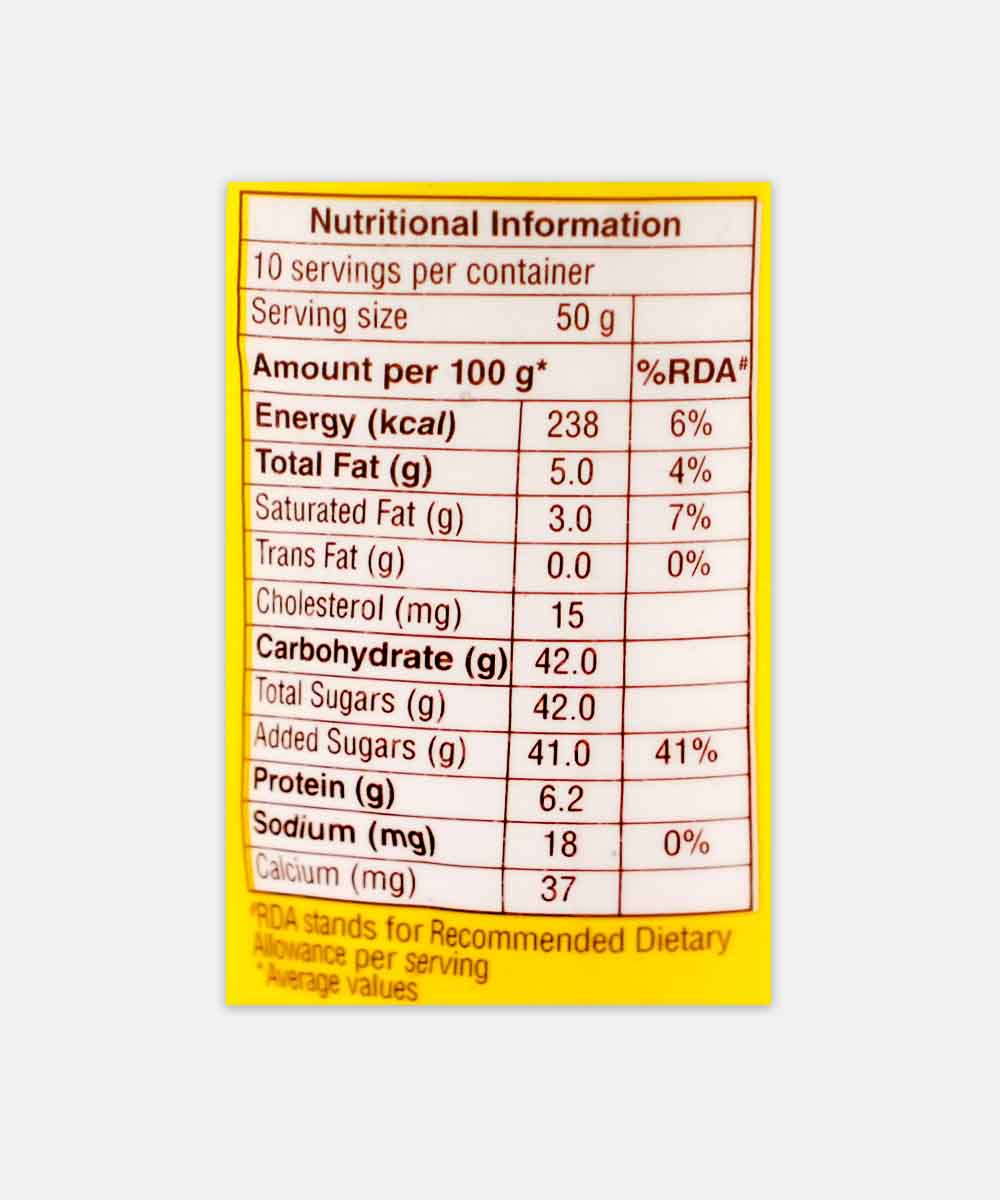 Nutritional Information
10 servings per container
Serving size 50 g
Amount per 100 g* %RDA#
Energy (kcal) 238 6%
Total Fat (g) 5.0 4%
Saturated Fat (g) 3.0 7%
Trans Fat (g) 0.0 0%
Cholesterol (mg) 15
Carbohydrate (g) 42.0
Total Sugars (g) 42.0
Added Sugars (g) 41.0 41%
Protein (g) 6.2
Sodium (mg) 18 0%
Calcium (mg) 37
#RDA stands for Recommended Dietary
Allowance per serving
*Average values